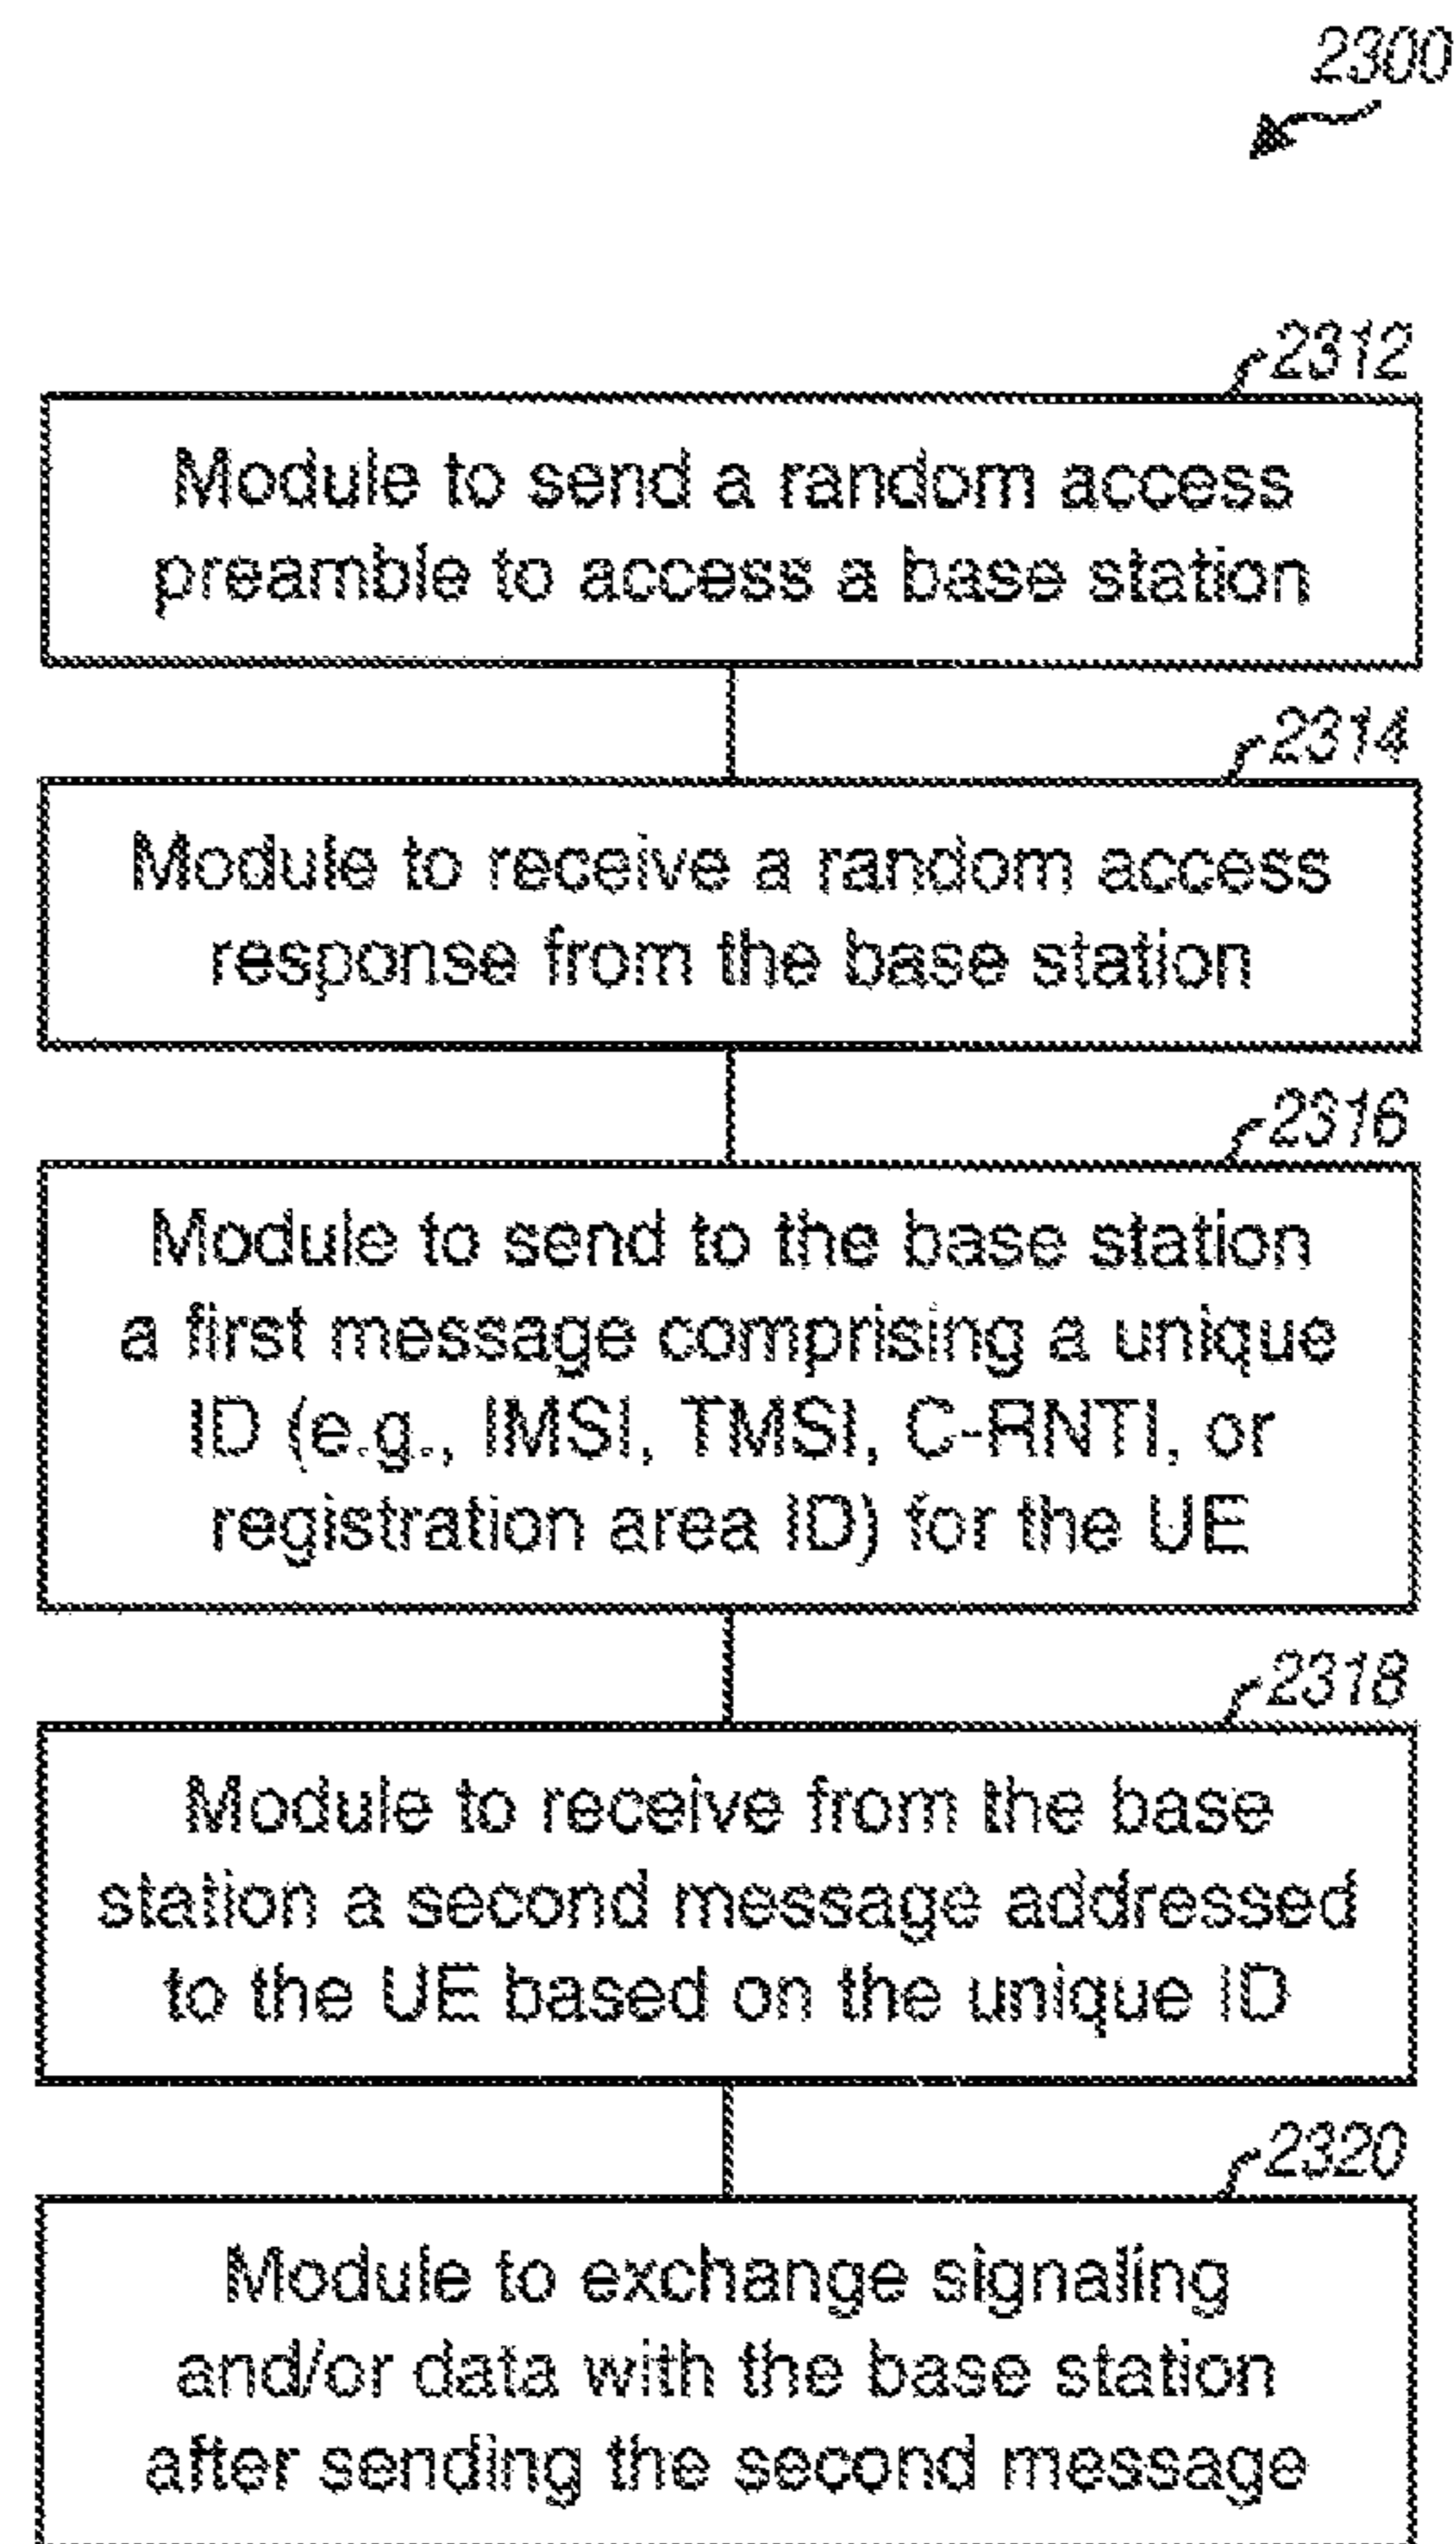 2300
2312
Module to send a random access
preamble to access a base station
2314
Module to receive a random access
response from the base station
2316
Module to send to the base station
a first message comprising a unique
ID (e.g., IMSI, TMSI, C-RNTI, or
registration area ID) for the UE
2318
Module to receive from the base
station a second message addressed
to the UE based on the unique ID
2320
Module to exchange signaling
and/or data with the base station
after sending the second message